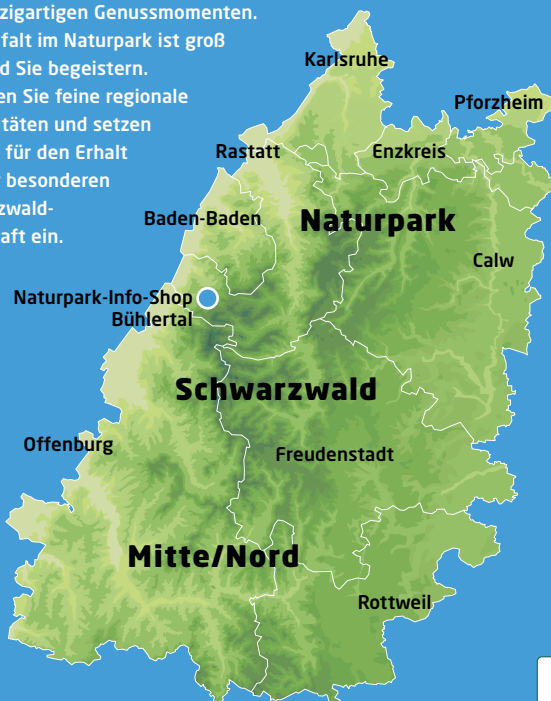 zigartigen Genussmomenten.
falt im Naturpark ist groß
d Sie begeistern.
en Sie feine regionale
täten und setzen
für den Erhalt
r besonderen
zwald-
aft ein.
Karlsruhe
Pforzheim
Rastatt
Enzkreis
Baden-Baden
Naturpark
Calw
Naturpark-Info-Shop
Bühlertal
Schwarzwald
Offenburg
Freudenstadt
Mitte/Nord
Rottweil